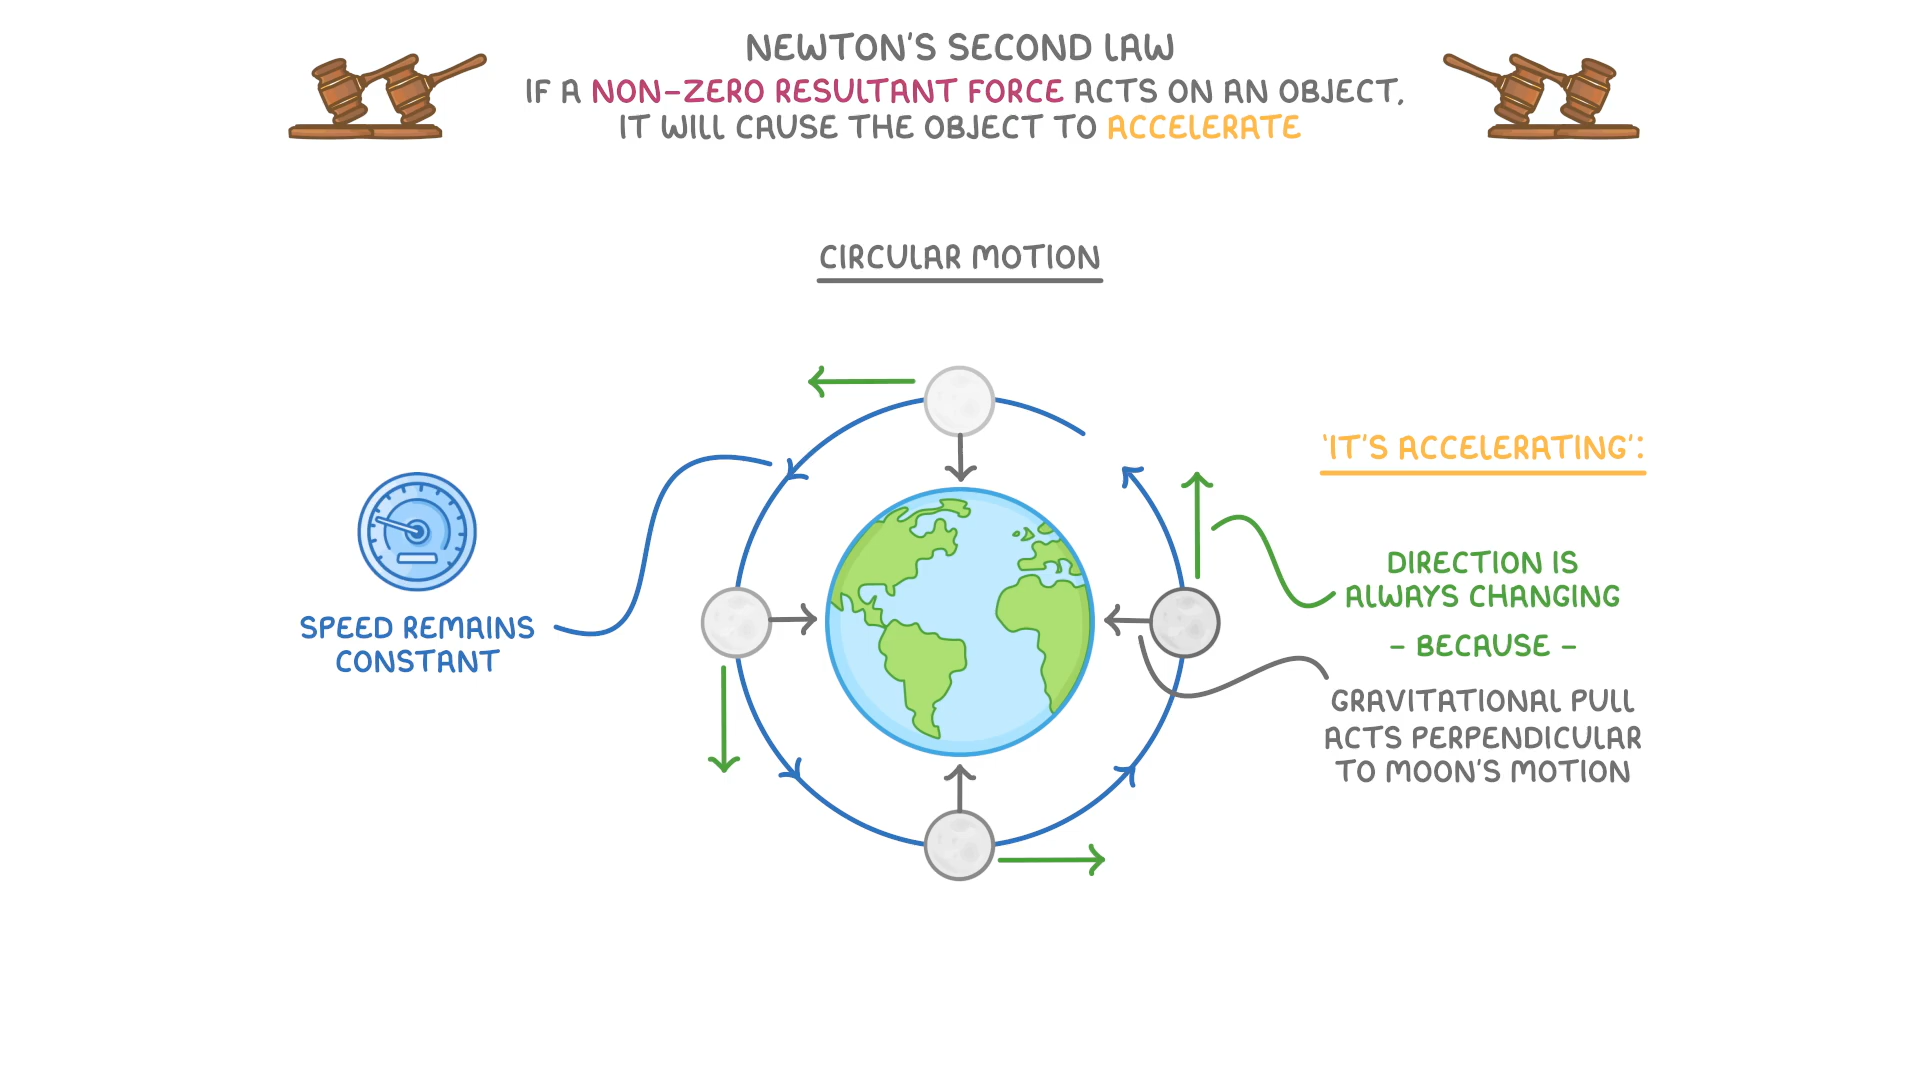 NEWTON'S SECOND LAW
IF A NON-ZERO RESULTANT FORCE ACTS ON AN OBJECT,
IT WILL CAUSE THE OBJECT TO ACCELERATE
CIRCULAR MOTION
SPEED REMAINS
CONSTANT
'IT'S ACCELERATING':
DIRECTION IS
ALWAYS CHANGING
- BECAUSE -
GRAVITATIONAL PULL
ACTS PERPENDICULAR
TO MOON'S MOTION